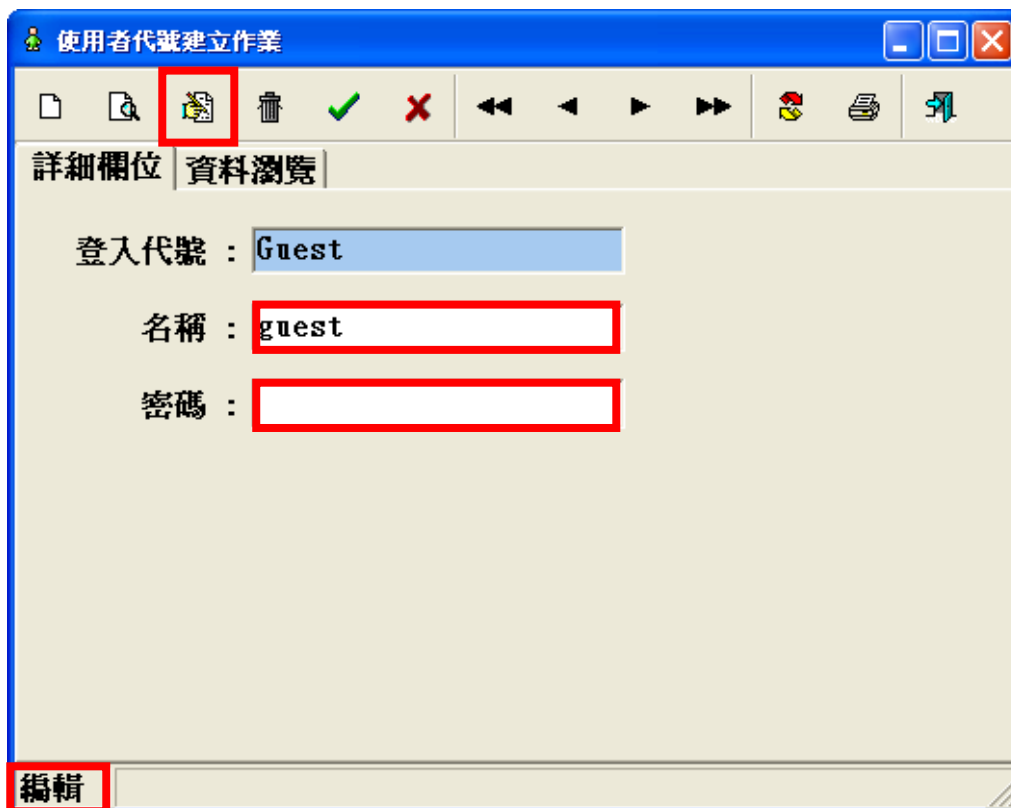 使用者代號建立作業
詳細欄位 資料瀏覽
登入代號 : Guest
名稱 : guest
密碼 :
編輯